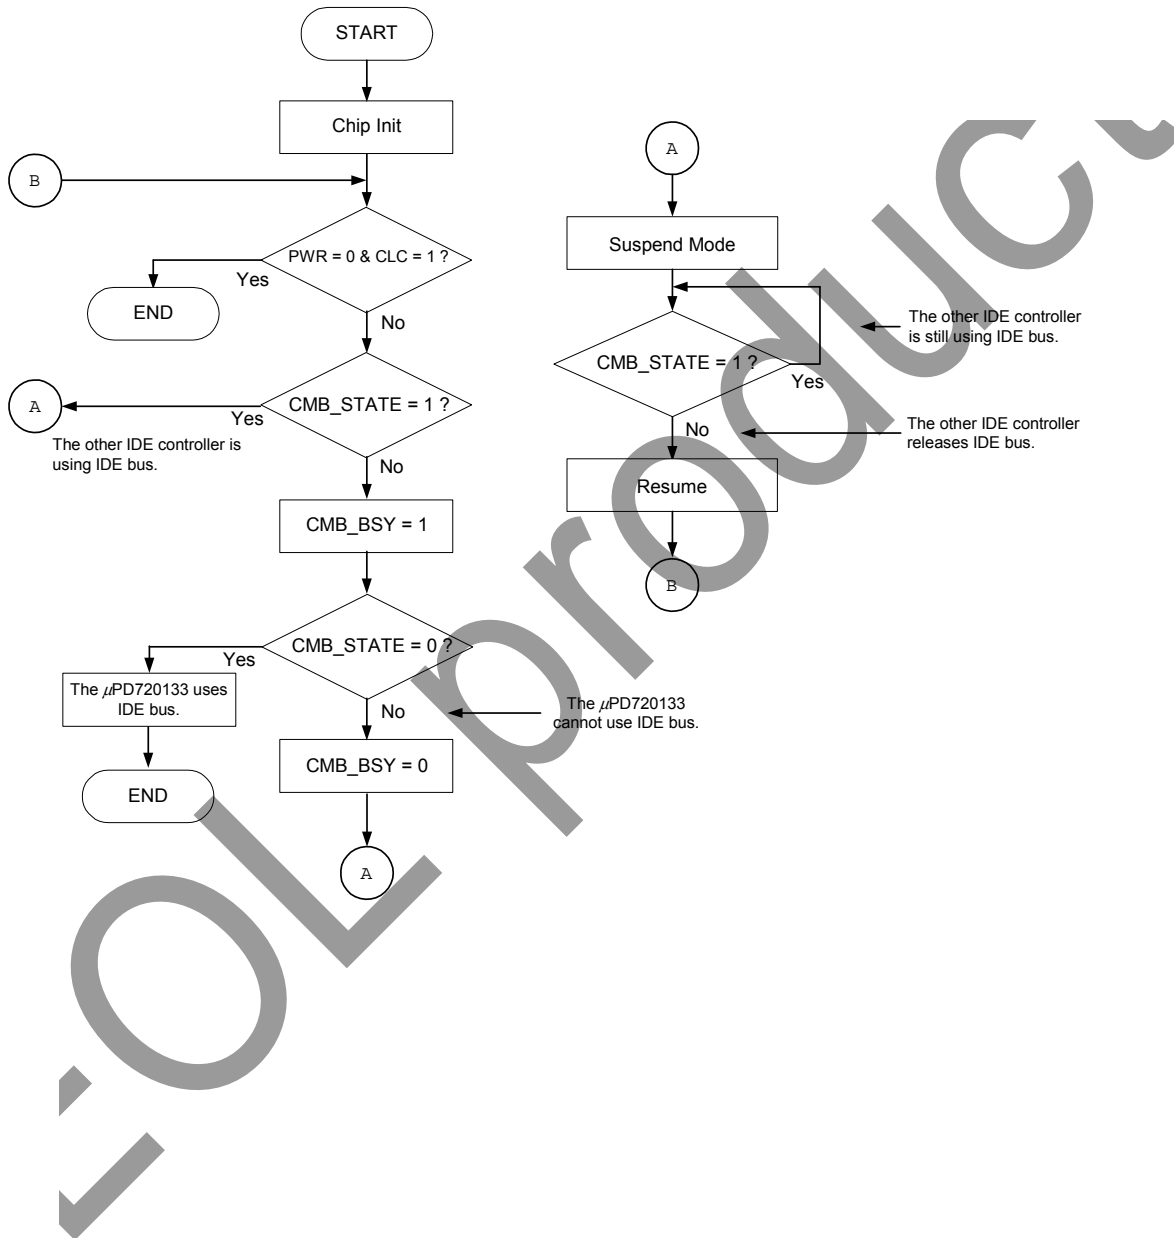 START
Chip Init
B
PWR = 0 & CLC = 1 ?
Yes
END
No
CMB_STATE = 1 ?
Yes
A
The other IDE controller is
using IDE bus.
No
CMB_BSY = 1
CMB_STATE = 0 ?
Yes
The μPD720133 uses
IDE bus.
END
No
The μPD720133
cannot use IDE bus.
CMB_BSY = 0
A
A
Suspend Mode
The other IDE controller
is still using IDE bus.
CMB_STATE = 1 ?
Yes
No
The other IDE controller
releases IDE bus.
Resume
B
OL product